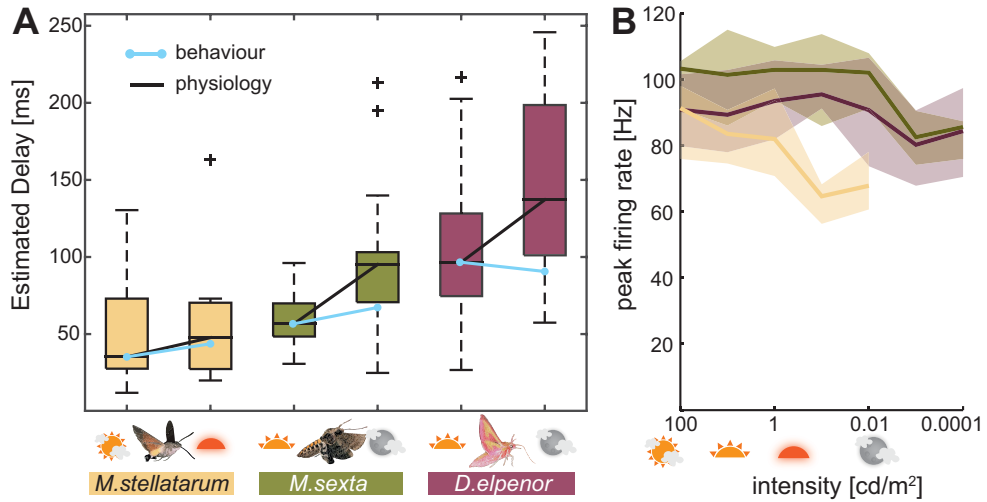 A
Estimated Delay [ms]
250
200
150
100
50
behaviour
physiology
M.stellatarum
M.sexta
D.elpenor
B
peak firing rate [Hz]
120
100
80
60
40
20
0
100
1
0.01
0.0001
intensity [cd/m²]